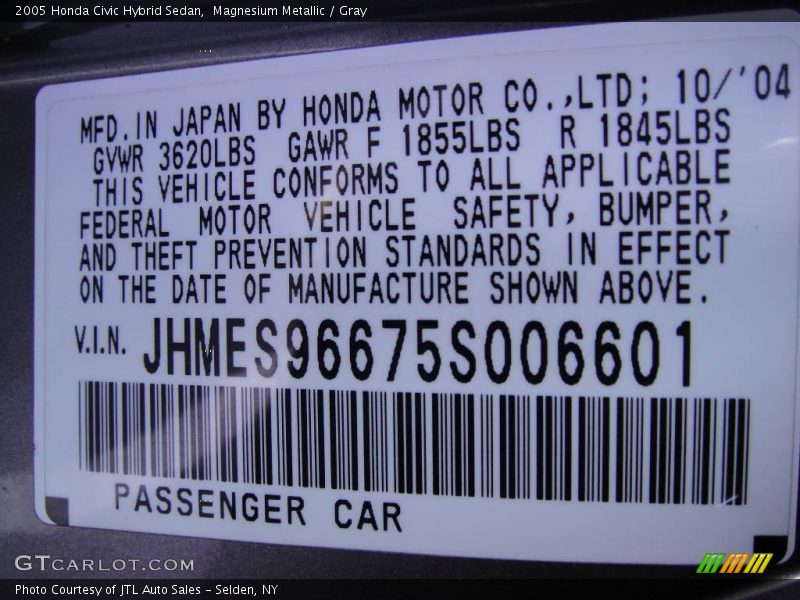 2005 Honda Civic Hybrid Sedan,  Magnesium Metallic / Gray
MFD.IN JAPAN BY HONDA MOTOR CO.,LTD; 10/'04
GVWR 3620LBS GAWR F 1855LBS R 1845LBS
THIS VEHICLE CONFORMS TO ALL APPLICABLE
FEDERAL MOTOR VEHICLE SAFETY, BUMPER,
AND THEFT PREVENTION STANDARDS IN EFFECT
ON THE DATE OF MANUFACTURE SHOWN ABOVE.
V.I.N. JHMES96675S006601
PASSENGER CAR
GTCARLOT.COM
Photo Courtesy of JTL Auto Sales - Selden, NY